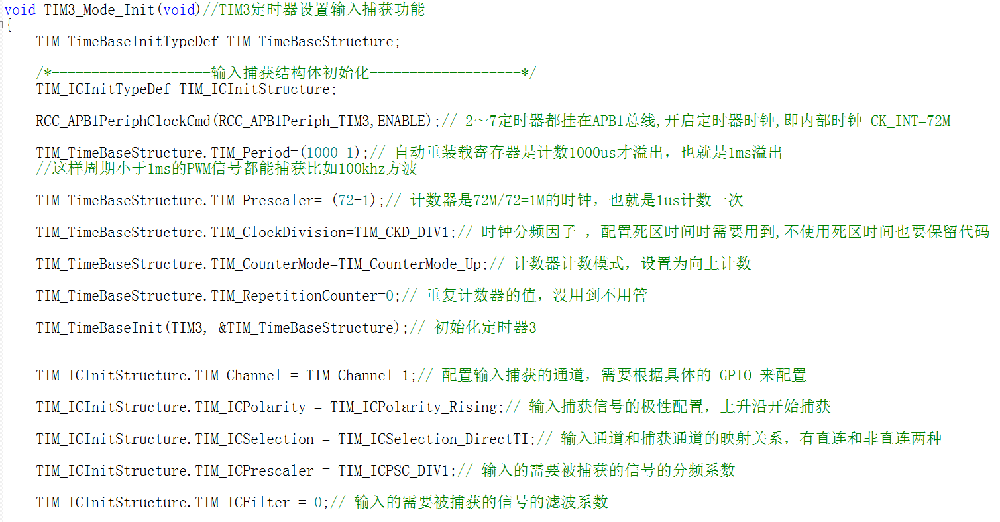 void TIM3_Mode_Init(void)//TIM3定时器设置输入捕获功能
{
TIM_TimeBaseInitTypeDef TIM_TimeBaseStructure;
/*--------------------输入捕获结构体初始化-------------------*/
TIM_ICInitTypeDef TIM_ICInitStructure;
RCC_APB1PeriphClockCmd(RCC_APB1Periph_TIM3,ENABLE);// 2～7定时器都挂在APB1总线,开启定时器时钟,即内部时钟 CK_INT=72M
TIM_TimeBaseStructure.TIM_Period=(1000-1);// 自动重装载寄存器是计数1000us才溢出，也就是1ms溢出
//这样周期小于1ms的PWM信号都能捕获比如100khz方波
TIM_TimeBaseStructure.TIM_Prescaler= (72-1);// 计数器是72M/72=1M的时钟，也就是1us计数一次
TIM_TimeBaseStructure.TIM_ClockDivision=TIM_CKD_DIV1;// 时钟分频因子 ，配置死区时间时需要用到,不使用死区时间也要保留代码
TIM_TimeBaseStructure.TIM_CounterMode=TIM_CounterMode_Up;// 计数器计数模式，设置为向上计数
TIM_TimeBaseStructure.TIM_RepetitionCounter=0;// 重复计数器的值，没用到不用管
TIM_TimeBaseInit(TIM3, &TIM_TimeBaseStructure);// 初始化定时器3
TIM_ICInitStructure.TIM_Channel = TIM_Channel_1;// 配置输入捕获的通道，需要根据具体的 GPIO 来配置
TIM_ICInitStructure.TIM_ICPolarity = TIM_ICPolarity_Rising;// 输入捕获信号的极性配置，上升沿开始捕获
TIM_ICInitStructure.TIM_ICSelection = TIM_ICSelection_DirectTI;// 输入通道和捕获通道的映射关系，有直连和非直连两种
TIM_ICInitStructure.TIM_ICPrescaler = TIM_ICPSC_DIV1;// 输入的需要被捕获的信号的分频系数
TIM_ICInitStructure.TIM_ICFilter = 0;// 输入的需要被捕获的信号的滤波系数